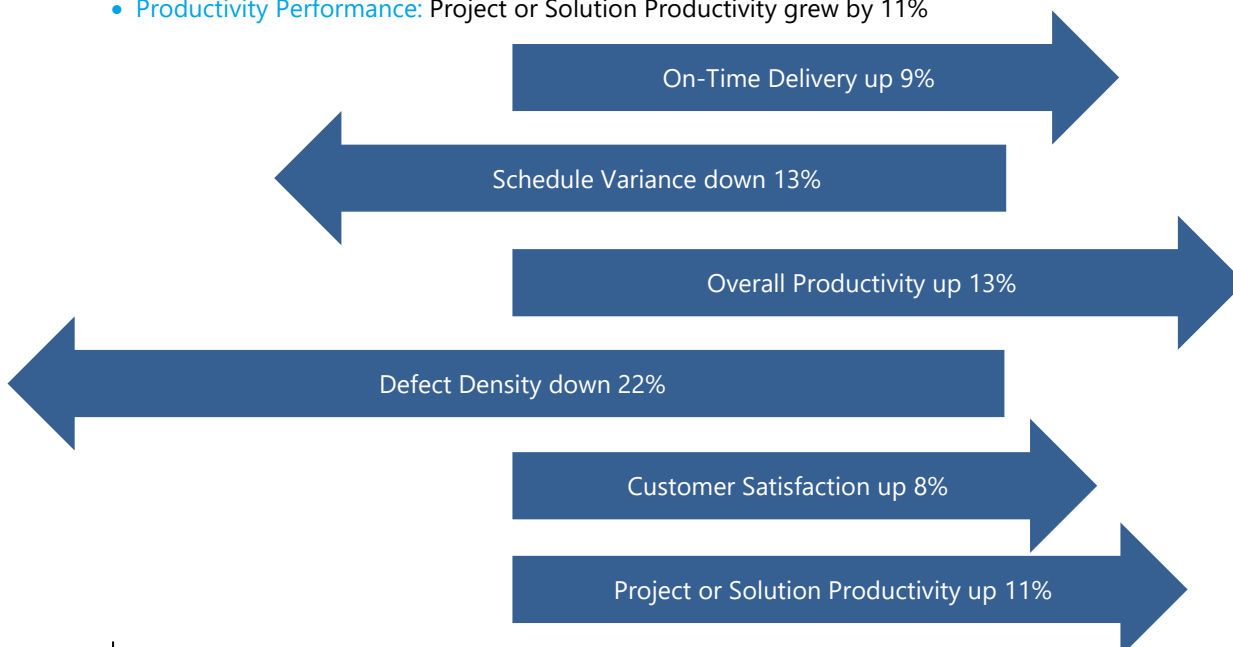 • Productivity Performance: Project or Solution Productivity grew by 11%
On-Time Delivery up 9%
Schedule Variance down 13%
Overall Productivity up 13%
Defect Density down 22%
Customer Satisfaction up 8%
Project or Solution Productivity up 11%